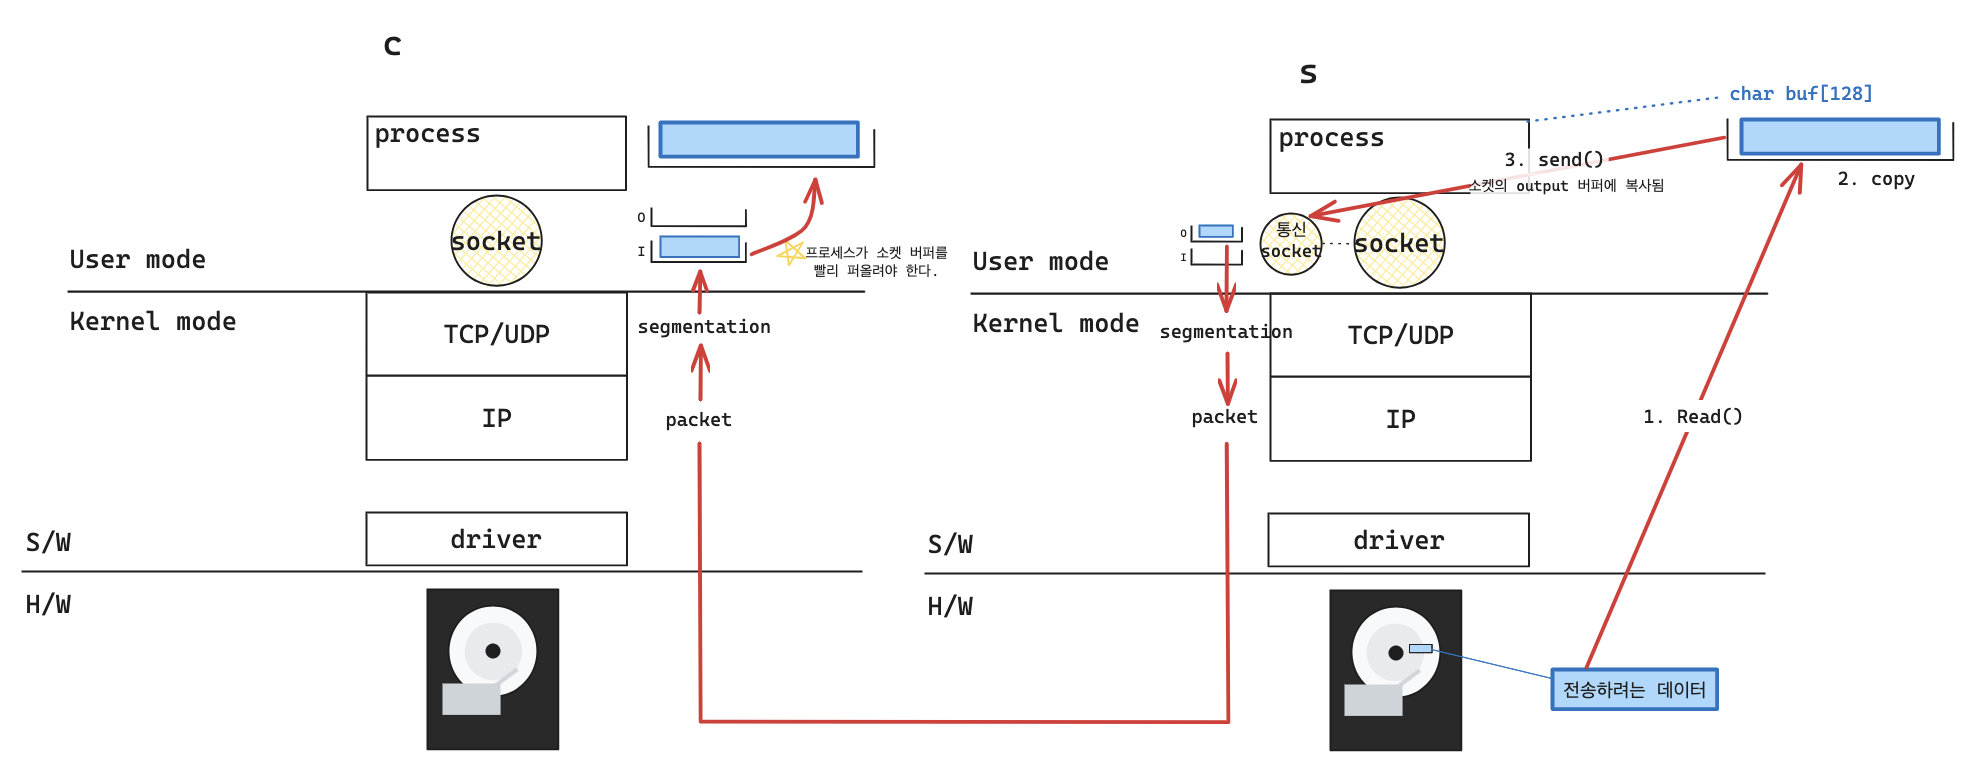 C
process
socket
O
I
프로세스가 소켓 버퍼를
빨리 퍼올려야 한다.
User mode
Kernel mode
TCP/UDP
segmentation
IP
packet
S/W
driver
H/W
S
char buf[128]
process
3. send()
소켓의 output 버퍼에 복사됨
2. copy
O
I
통신
socket
socket
User mode
Kernel mode
segmentation
TCP/UDP
packet
IP
1. Read()
S/W
driver
H/W
전송하려는 데이터